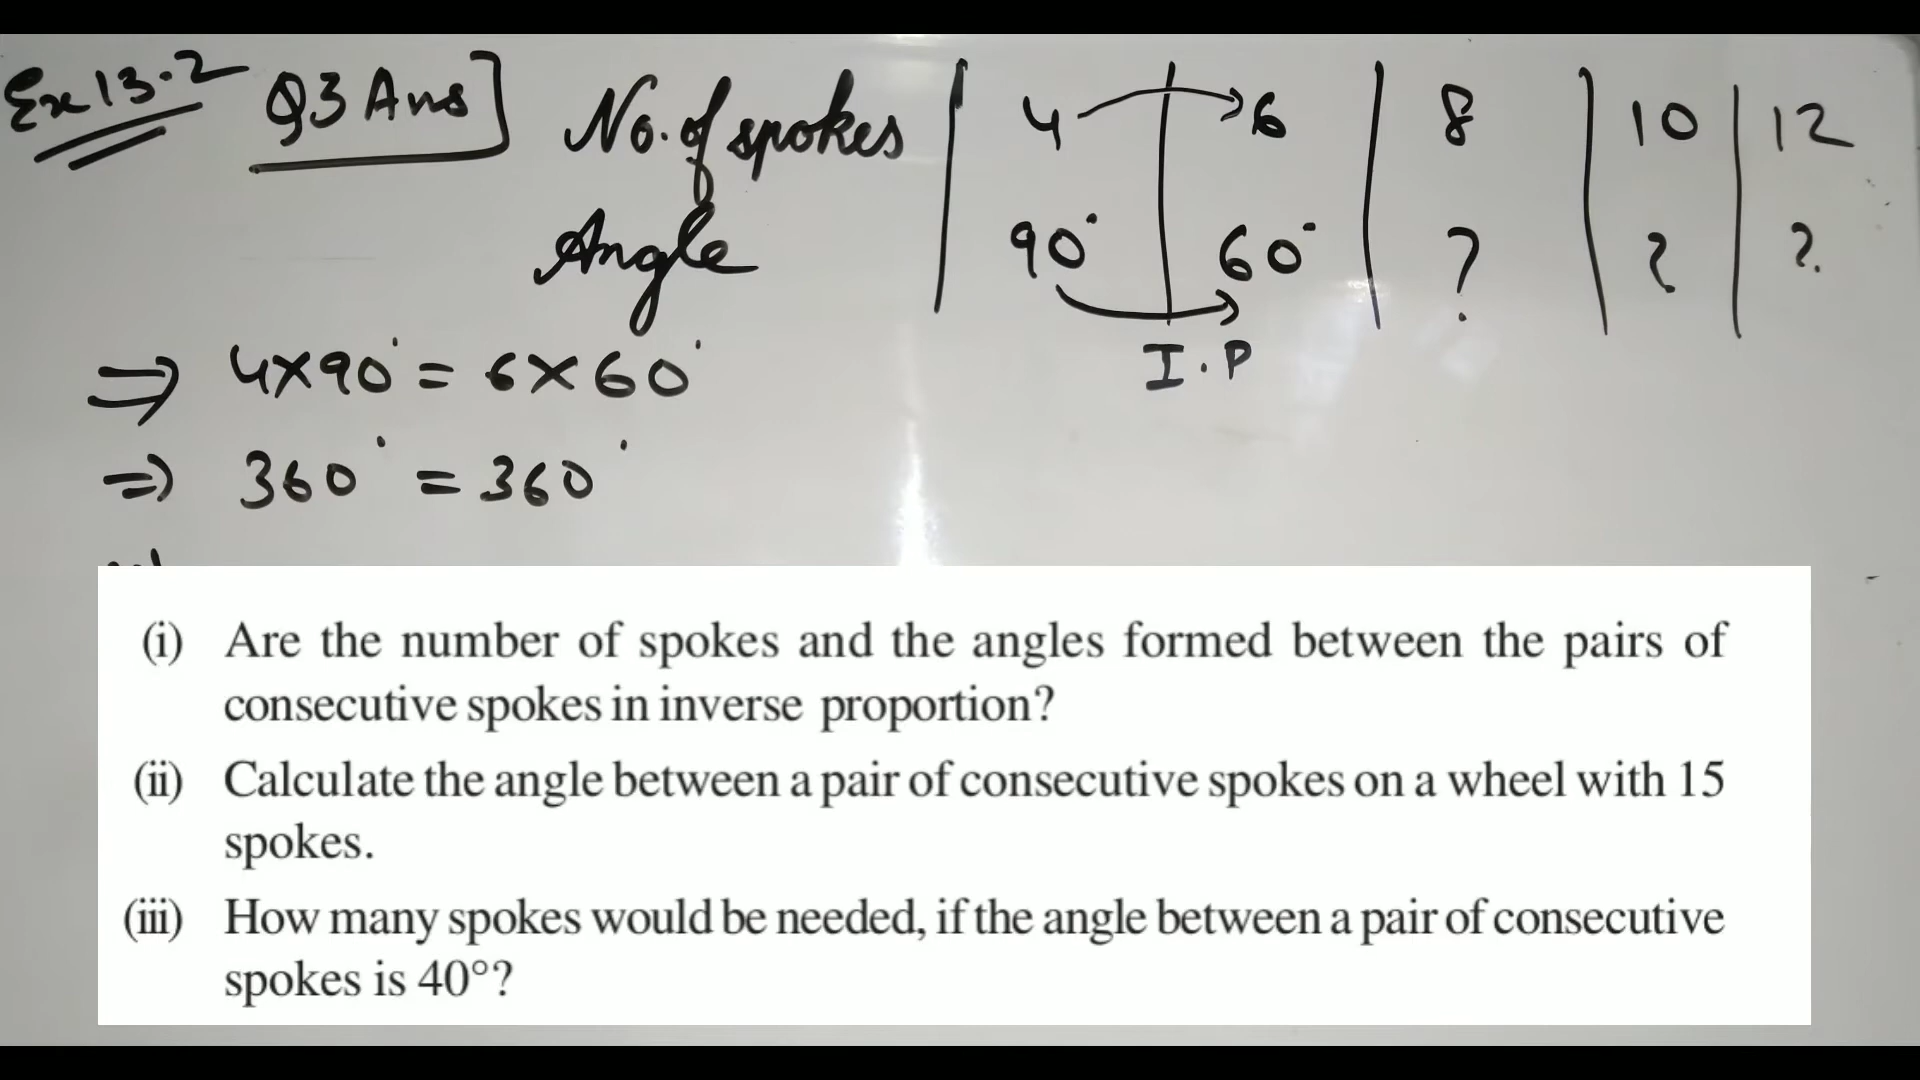 Ex 13.2 Q3 Ans] No. of spokes | 4 | 6 | 8 | 10 | 12
Angle | 90° | 60° | ? | ? | ?
I.P
⇒ 4×90° = 6×60°
⇒ 360° = 360°
(i) Are the number of spokes and the angles formed between the pairs of
consecutive spokes in inverse proportion?
(ii) Calculate the angle between a pair of consecutive spokes on a wheel with 15
spokes.
(iii) How many spokes would be needed, if the angle between a pair of consecutive
spokes is 40°?